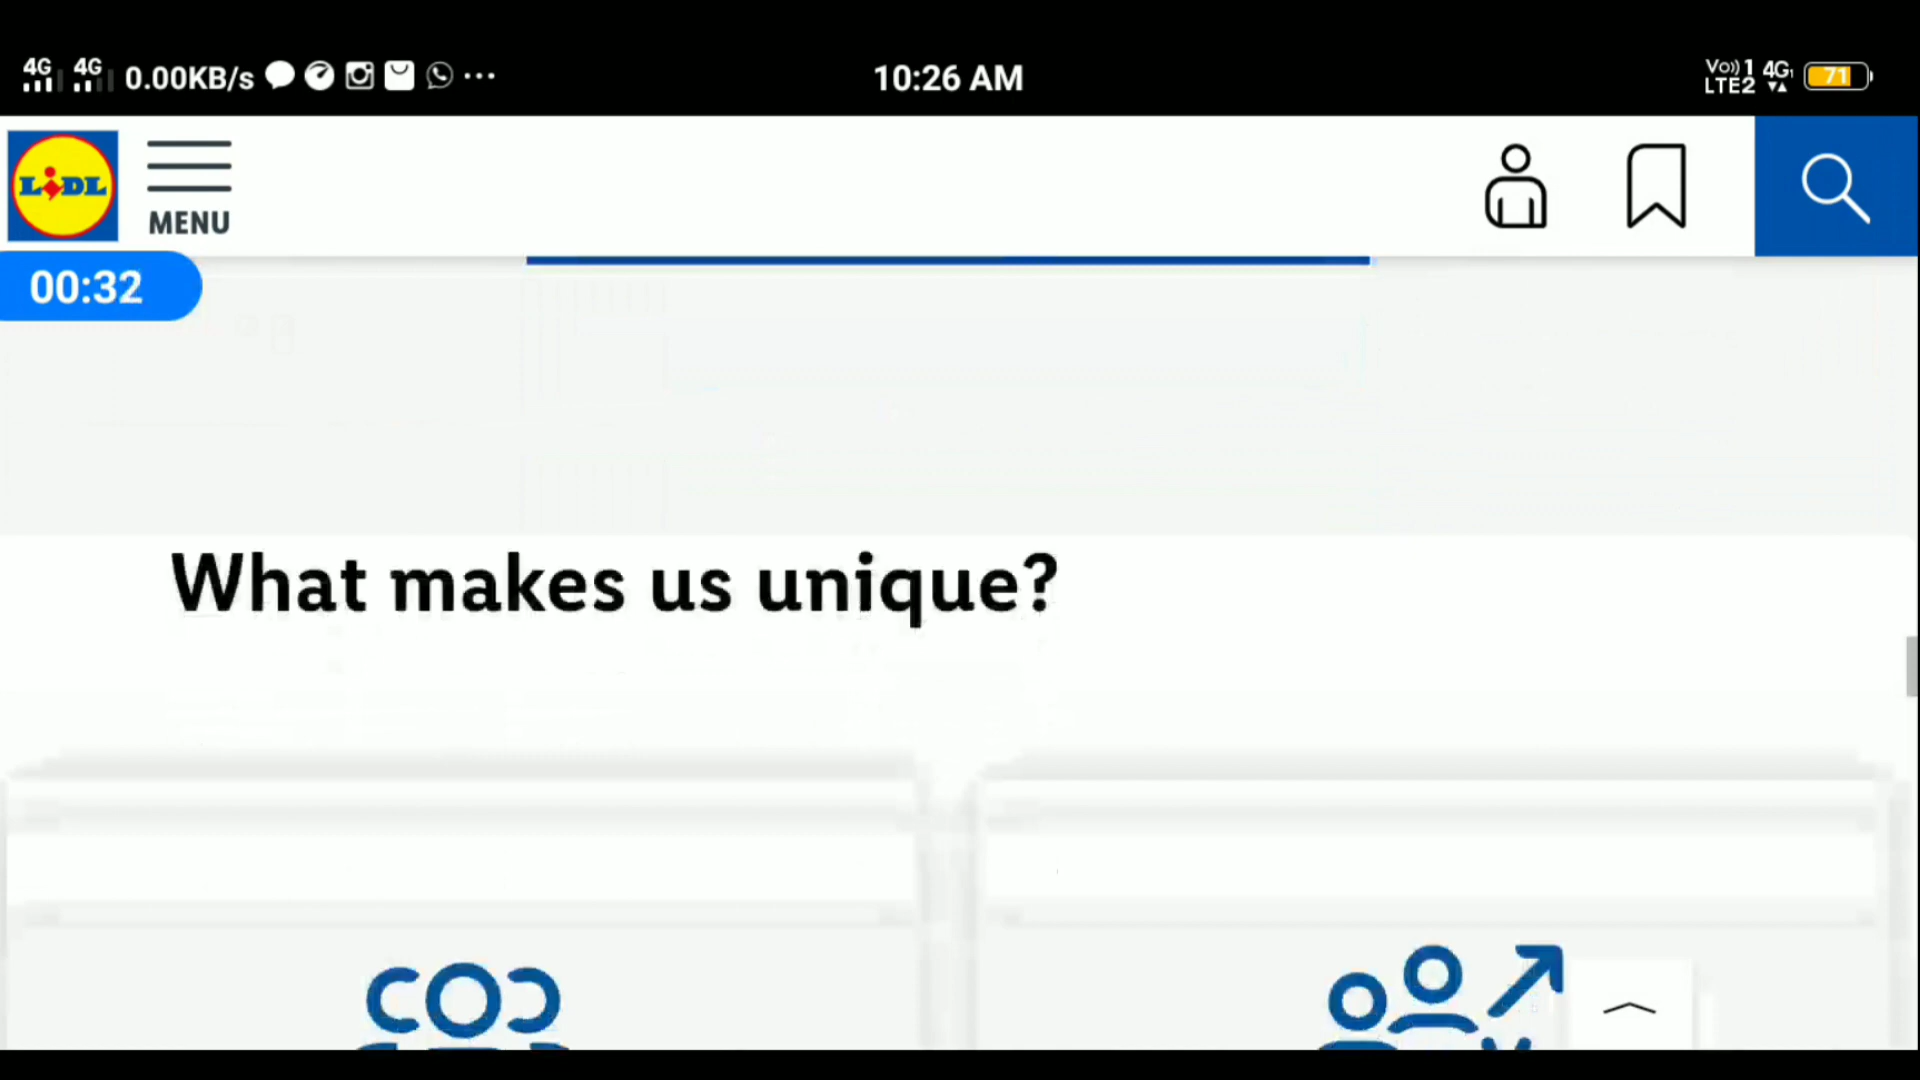 4G 4G 0.00KB/s 10:26 AM Vo)) 1 LTE2 4G 71
LIDL
MENU
00:32
What makes us unique?